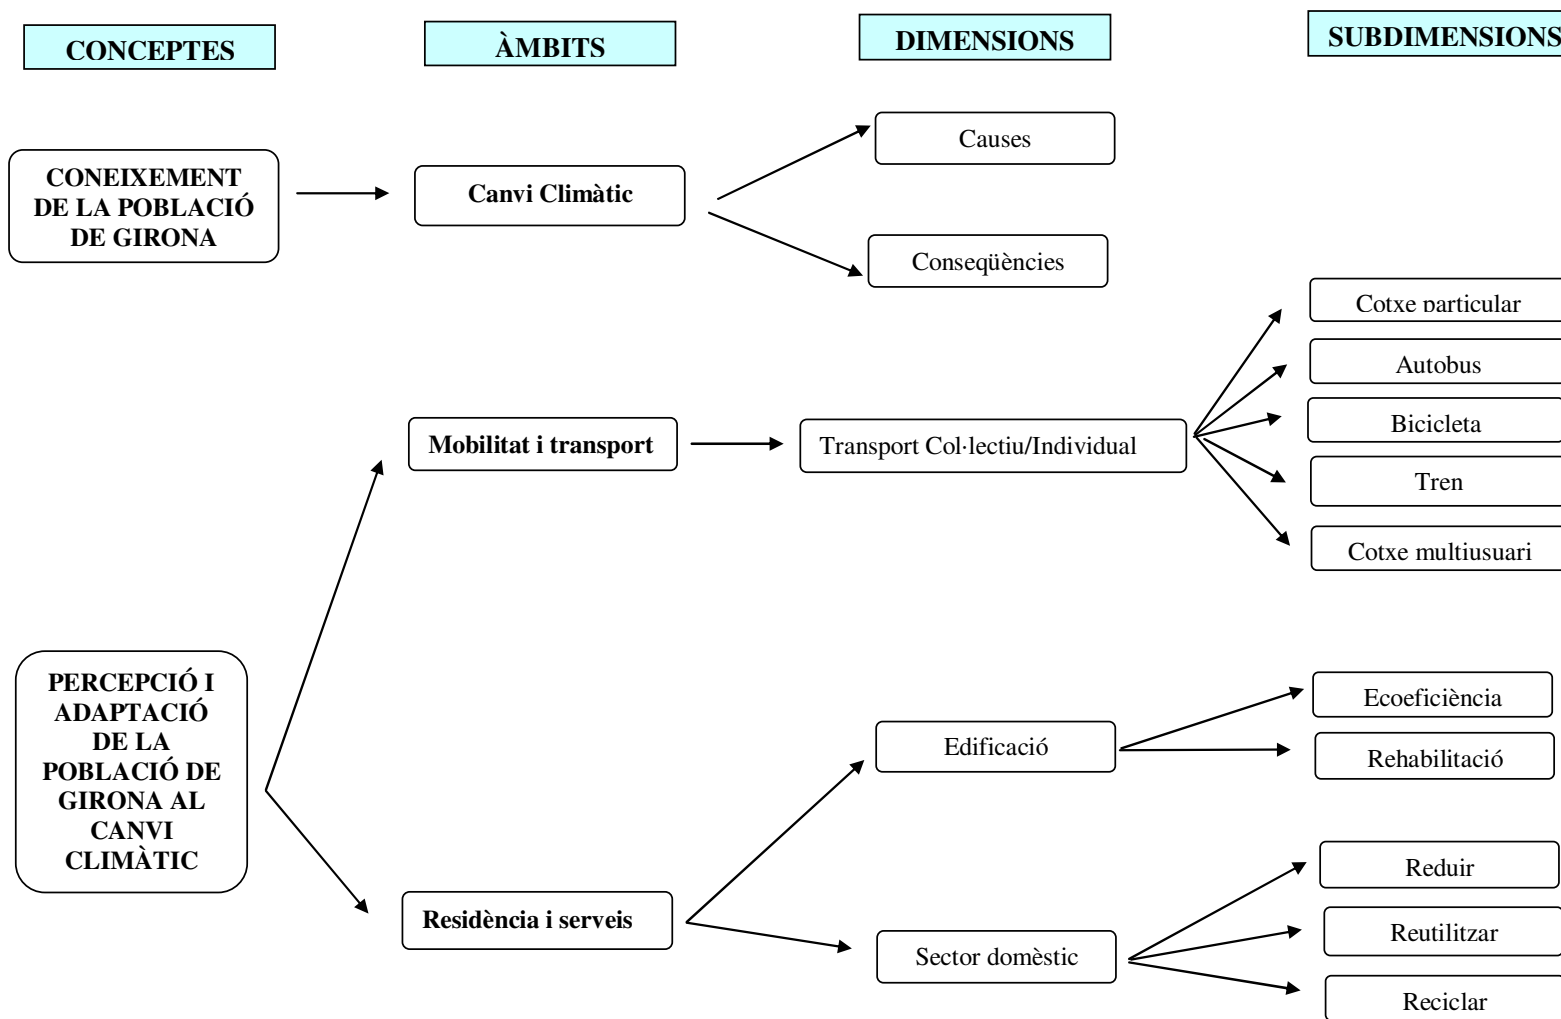 CONCEPTES
ÀMBITS
DIMENSIONS
SUBDIMENSIONS
CONEIXEMENT
DE LA POBLACIÓ
DE GIRONA
Canvi Climàtic
Causes
Conseqüències
Mobilitat i transport
Transport Col·lectiu/Individual
Cotxe particular
Autobus
Bicicleta
Tren
Cotxe multiusuari
PERCEPCIÓ I
ADAPTACIÓ
DE LA
POBLACIÓ DE
GIRONA AL
CANVI
CLIMÀTIC
Residència i serveis
Edificació
Ecoeficiència
Rehabilitació
Sector domèstic
Reduir
Reutilitzar
Reciclar